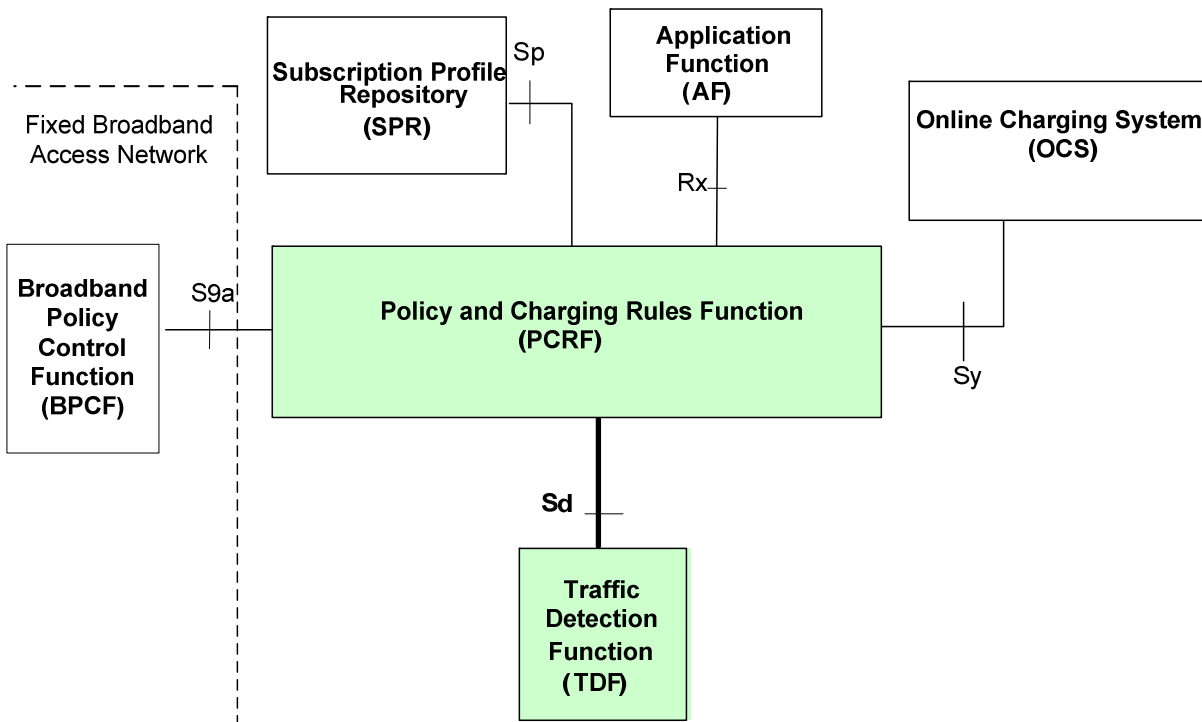 Sp
Subscription Profile
Repository
(SPR)
Application
Function
(AF)
Online Charging System
(OCS)
Fixed Broadband
Access Network
Rx
Broadband
Policy
Control
Function
(BPCF)
S9a
Policy and Charging Rules Function
(PCRF)
Sy
Sd
Traffic
Detection
Function
(TDF)